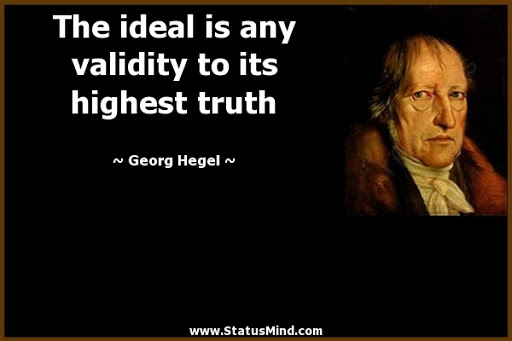 The ideal is any
validity to its
highest truth
~ Georg Hegel ~
www.StatusMind.com